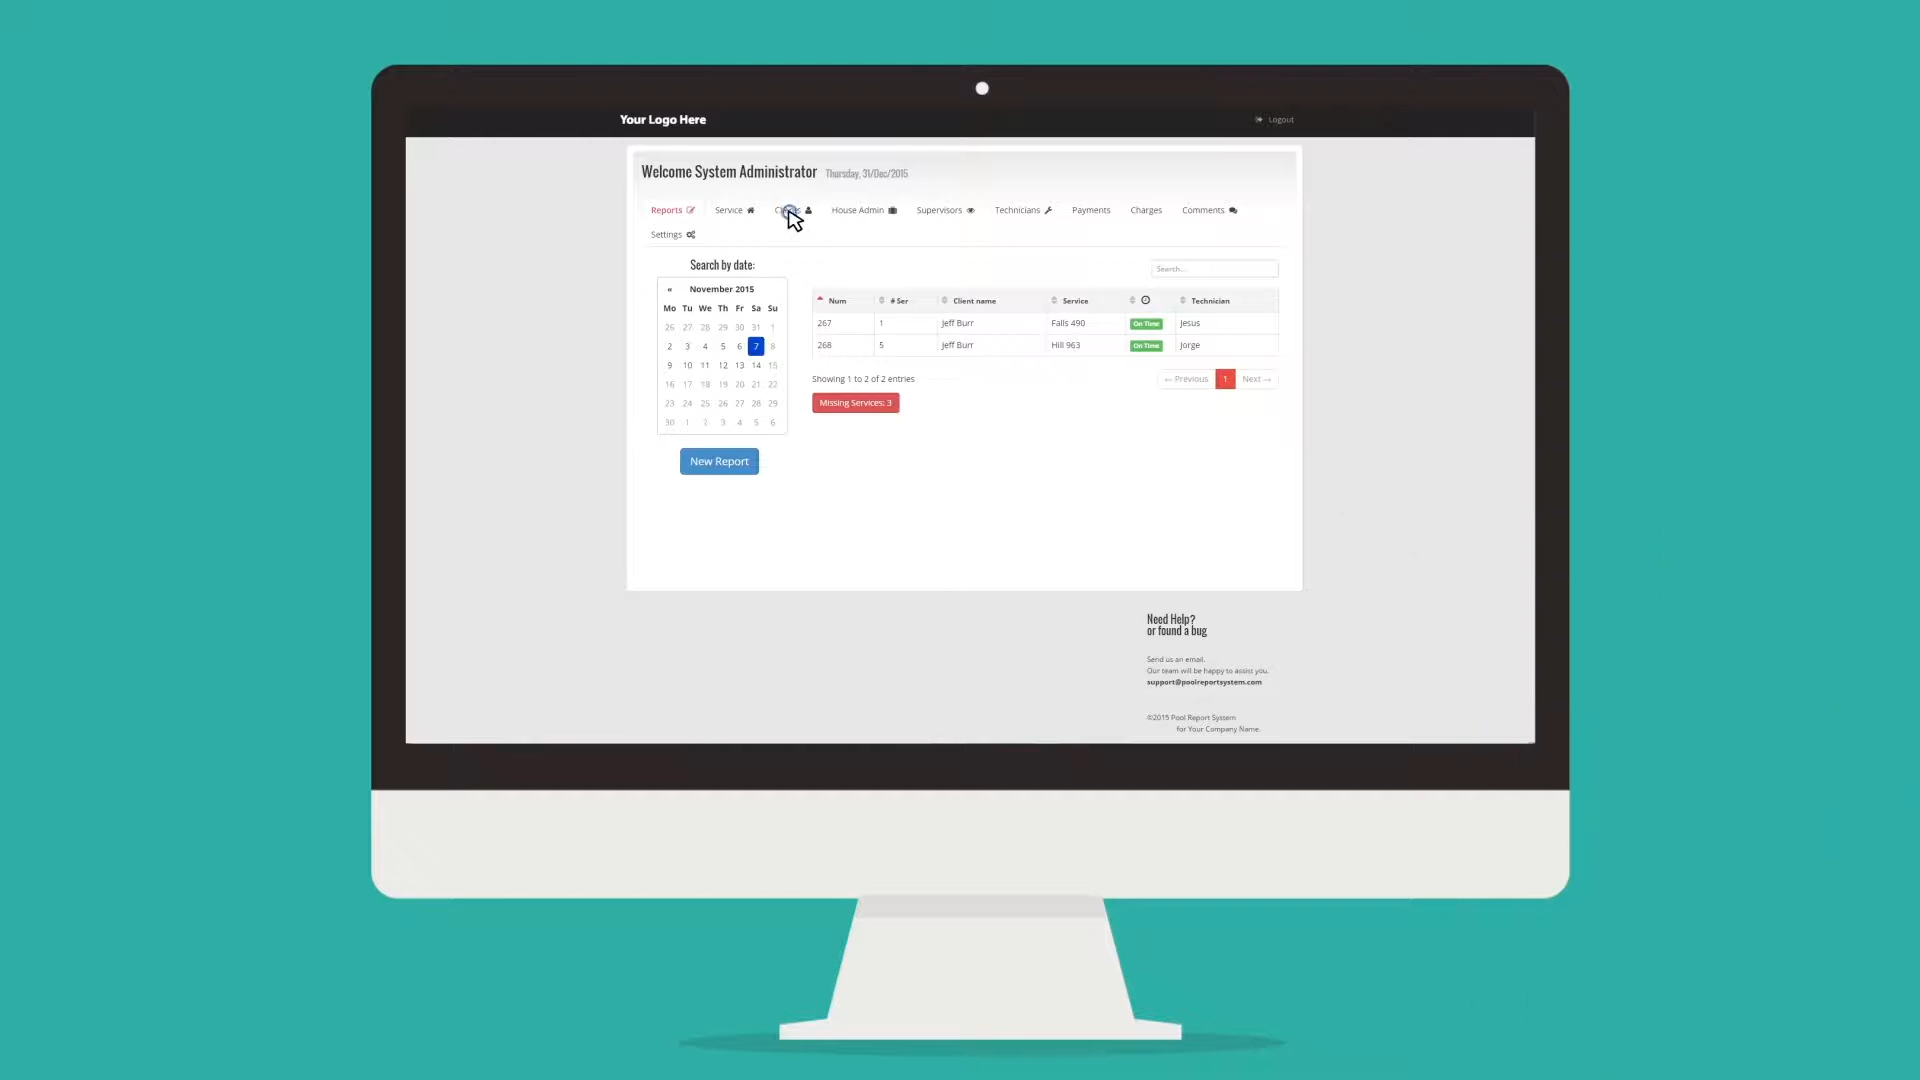 Your Logo Here
Logout
Welcome System Administrator Thursday, 31/Dec/2015
Reports Service House Admin Supervisors Technicians Payments Charges Comments
Settings
Search by date:
Search...
« November 2015
Mo Tu We Th Fr Sa Su
26 27 28 29 30 31 1
2 3 4 5 6 7 8
9 10 11 12 13 14 15
16 17 18 19 20 21 22
23 24 25 26 27 28 29
30 1 2 3 4 5 6
New Report
Num # Ser Client name Service Technician
267 1 Jeff Burr Falls 490 On Time Jesus
268 5 Jeff Burr Hill 963 On Time Jorge
Showing 1 to 2 of 2 entries
← Previous 1 Next →
Missing Services: 3
Need Help?
or found a bug
Send us an email.
Our team will be happy to assist you.
support@poolreportsystem.com
©2015 Pool Report System
for Your Company Name.